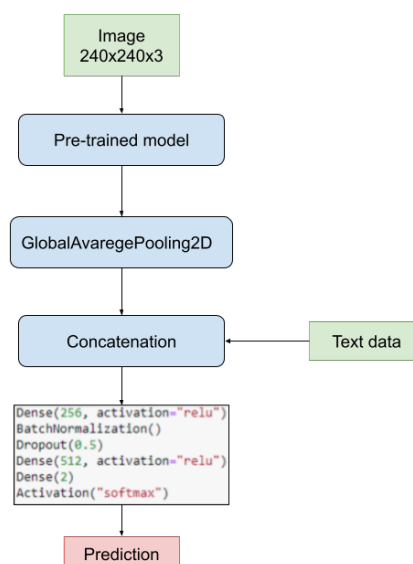 Image
240x240x3
Pre-trained model
GlobalAvaregePooling2D
Concatenation
Text data
Dense(256, activation="relu")
BatchNormalization()
Dropout(0.5)
Dense(512, activation="relu")
Dense(2)
Activation("softmax")
Prediction